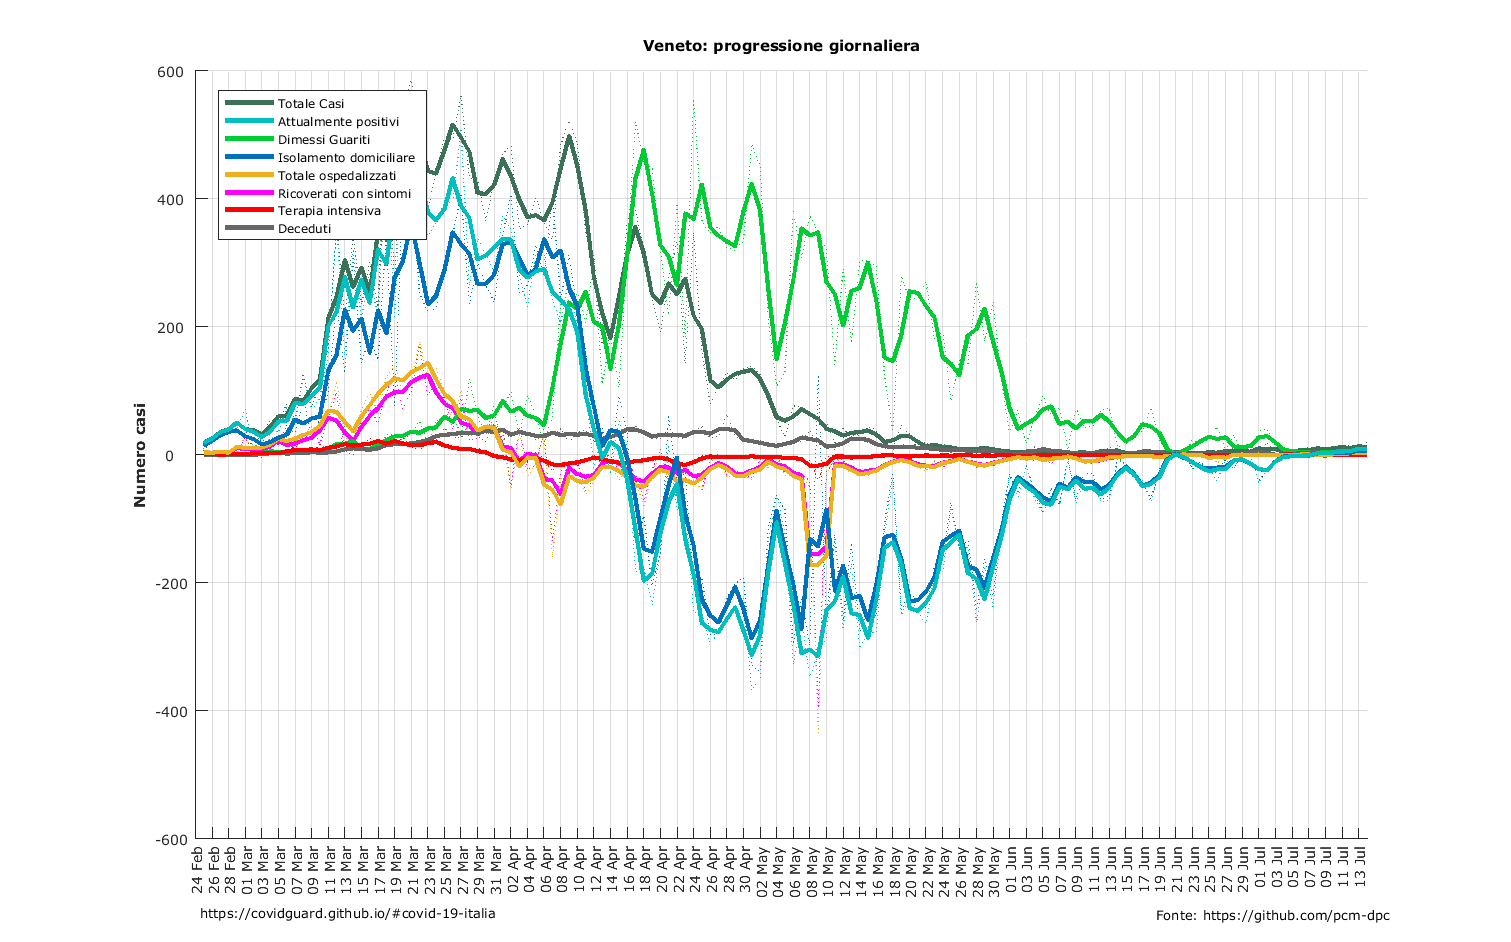 Veneto: progressione giornaliera
600
400
200
0
-200
-400
-600
Numero casi
Totale Casi
Attualmente positivi
Dimessi Guariti
Isolamento domiciliare
Totale ospedalizzati
Ricoverati con sintomi
Terapia intensiva
Deceduti
24 Feb
26 Feb
28 Feb
01 Mar
03 Mar
05 Mar
07 Mar
09 Mar
11 Mar
13 Mar
15 Mar
17 Mar
19 Mar
21 Mar
23 Mar
25 Mar
27 Mar
29 Mar
31 Mar
02 Apr
04 Apr
06 Apr
08 Apr
10 Apr
12 Apr
14 Apr
16 Apr
18 Apr
20 Apr
22 Apr
24 Apr
26 Apr
28 Apr
30 Apr
02 May
04 May
06 May
08 May
10 May
12 May
14 May
16 May
18 May
20 May
22 May
24 May
26 May
28 May
30 May
01 Jun
03 Jun
05 Jun
07 Jun
09 Jun
11 Jun
13 Jun
15 Jun
17 Jun
19 Jun
21 Jun
23 Jun
25 Jun
27 Jun
29 Jun
01 Jul
03 Jul
05 Jul
07 Jul
09 Jul
11 Jul
13 Jul
https://covidguard.github.io/#covid-19-italia
Fonte: https://github.com/pcm-dpc